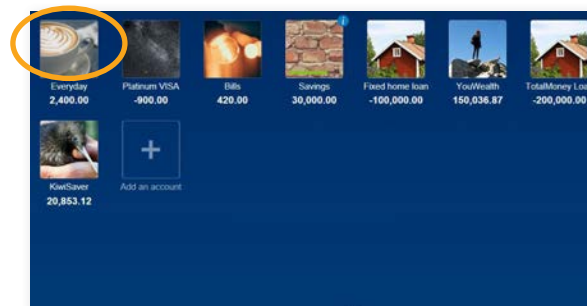 Everyday Platinum VISA Bills Savings Fixed home loan YouWealth TotalMoney Loa
2,400.00 -900.00 420.00 30,000.00 -100,000.00 150,036.87 -200,000.00
KiwiSaver Add an account
20,853.12